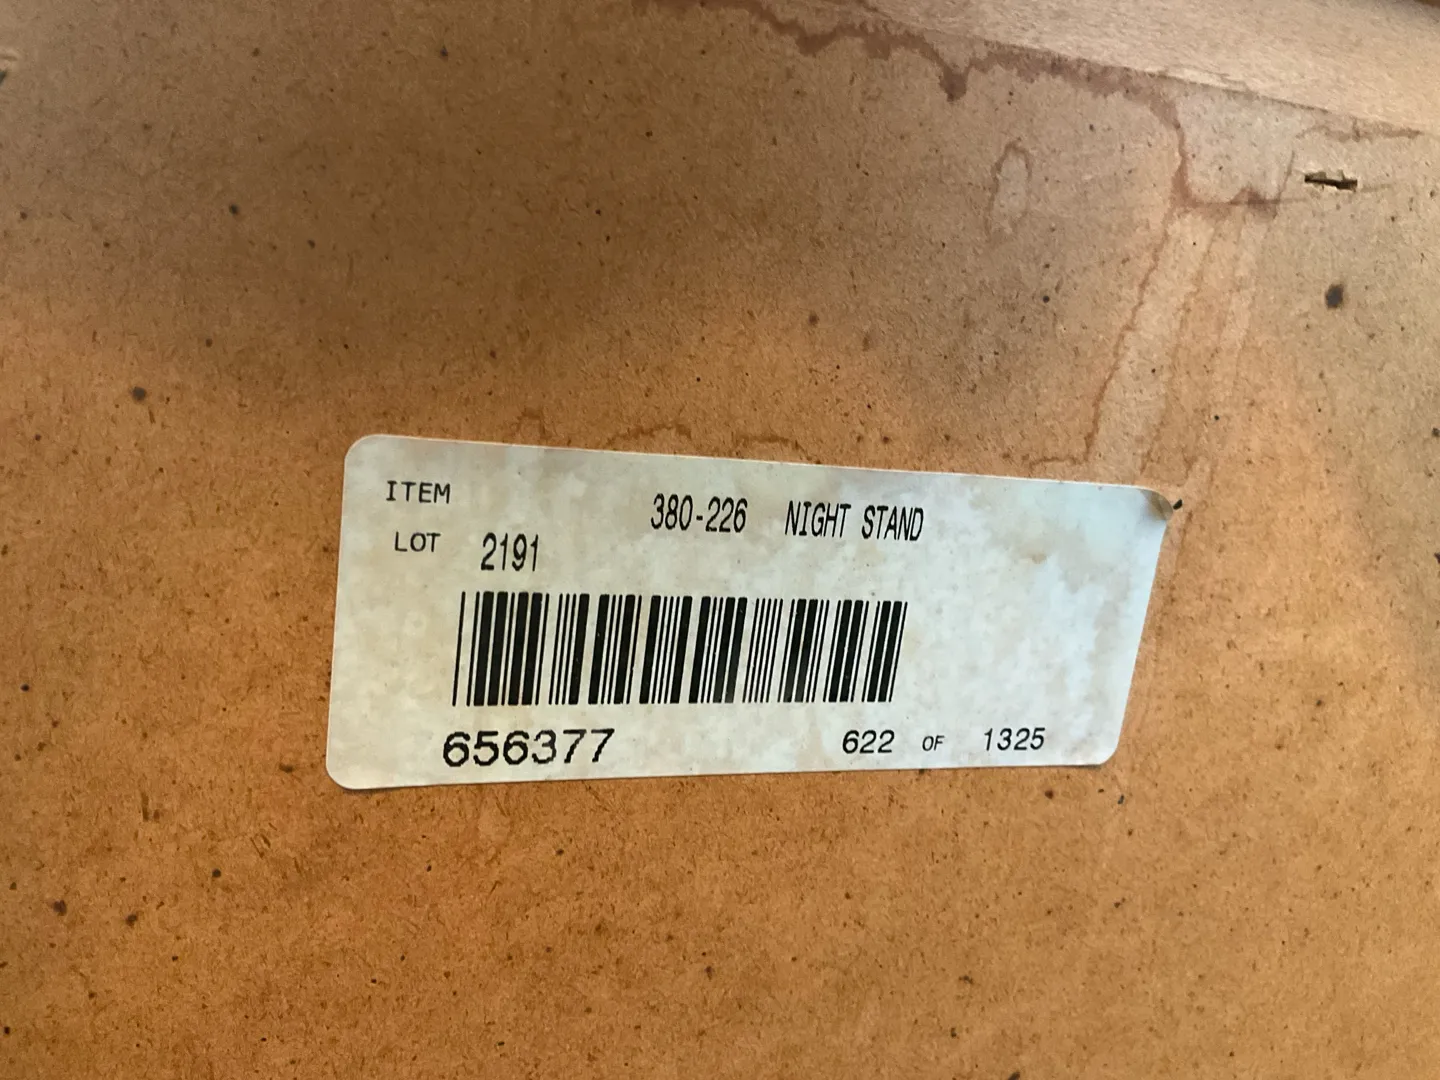 ITEM 380-226 NIGHT STAND
LOT 2191
656377 622 OF 1325